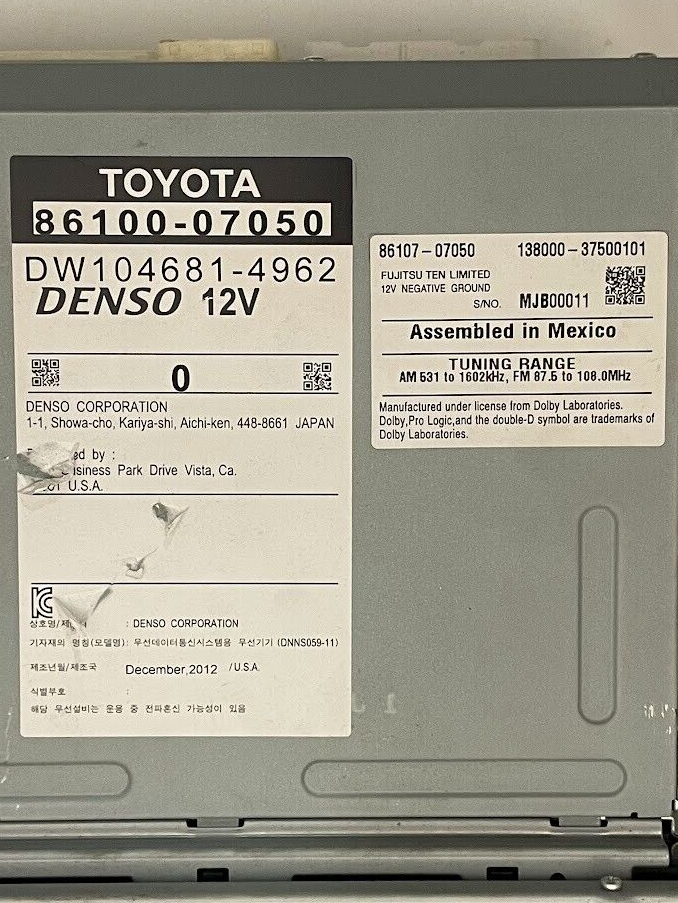 TOYOTA
86100-07050
DW104681-4962
DENSO 12V
0
DENSO CORPORATION
1-1, Showa-cho, Kariya-shi, Aichi-ken, 448-8661 JAPAN
by :
Park Drive Vista, Ca.
U.S.A.
상호명 : DENSO CORPORATION
기자재의 명칭(모델명): 무선데이터통신시스템용 무선기기 (DNNS059-11)
제조년월/제조국 December,2012 /U.S.A.
식별부호 :
해당 무선설비는 운용 중 전파혼신 가능성이 있음
86107-07050 138000-37500101
FUJITSU TEN LIMITED
12V NEGATIVE GROUND
S/NO. MJB00011
Assembled in Mexico
TUNING RANGE
AM 531 to 1602kHz, FM 87.5 to 108.0MHz
Manufactured under license from Dolby Laboratories.
Dolby,Pro Logic,and the double-D symbol are trademarks of
Dolby Laboratories.